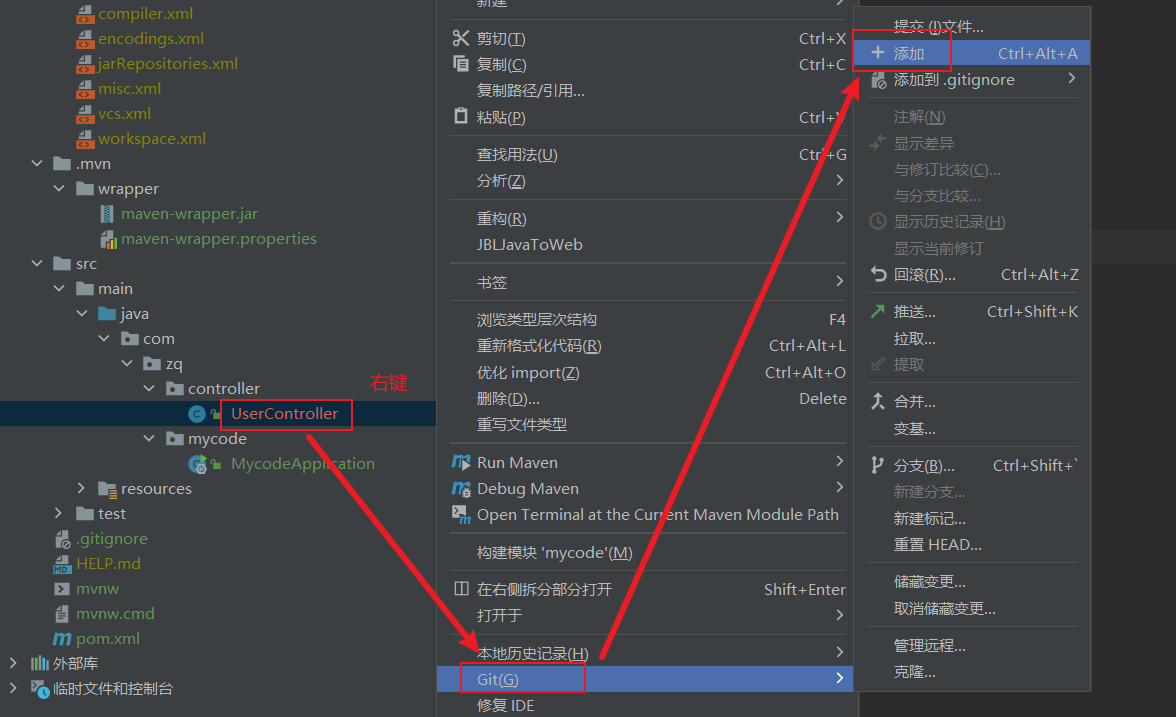 compiler.xml
encodings.xml
jarRepositories.xml
misc.xml
vcs.xml
workspace.xml
.mvn
wrapper
maven-wrapper.jar
maven-wrapper.properties
src
main
java
com
zq
controller
右键
UserController
mycode
MycodeApplication
resources
test
.gitignore
HELP.md
mvnw
mvnw.cmd
pom.xml
外部库
临时文件和控制台
新建
剪切(T) Ctrl+X
复制(C) Ctrl+C
复制路径/引用...
粘贴(P) Ctrl+V
查找用法(U) Ctrl+G
分析(Z)
重构(R)
JBLJavaToWeb
书签
浏览类型层次结构 F4
重新格式化代码(R) Ctrl+Alt+L
优化 import(Z) Ctrl+Alt+O
删除(D)... Delete
重写文件类型
Run Maven
Debug Maven
Open Terminal at the Current Maven Module Path
构建模块 'mycode'(M)
在右侧拆分部分打开 Shift+Enter
打开于
本地历史记录(H)
Git(G)
修复 IDE
提交 (I)文件...
添加 Ctrl+Alt+A
添加到 .gitignore
注解(N)
显示差异
与修订比较(C)...
与分支比较...
显示历史记录(H)
显示当前修订
回滚(R)... Ctrl+Alt+Z
推送... Ctrl+Shift+K
拉取...
提取
合并...
变基...
分支(B)... Ctrl+Shift+`
新建分支...
新建标记...
重置 HEAD...
储藏变更...
取消储藏变更...
管理远程...
克隆...